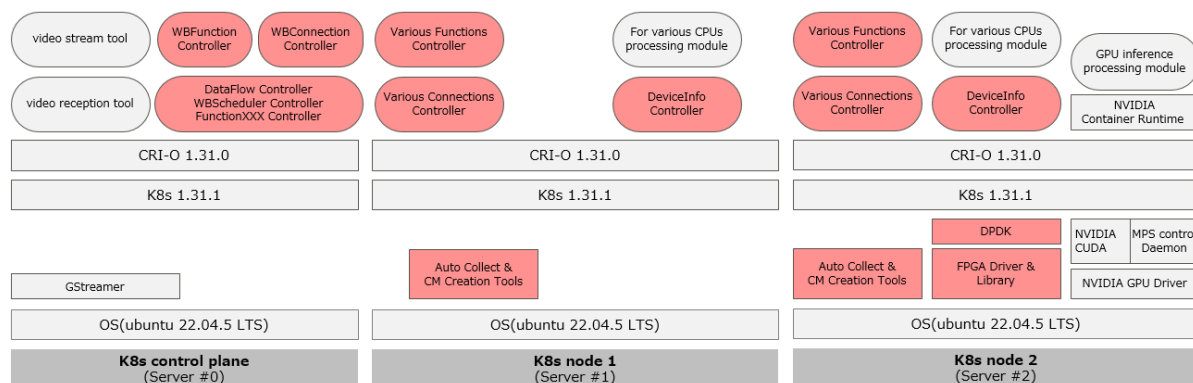 video stream tool
WBFunction
Controller
WBConnection
Controller
video reception tool
DataFlow Controller
WBScheduler Controller
FunctionXXX Controller
CRI-O 1.31.0
K8s 1.31.1
GStreamer
OS(ubuntu 22.04.5 LTS)
K8s control plane
(Server #0)
Various Functions
Controller
For various CPUs
processing module
Various Connections
Controller
DeviceInfo
Controller
CRI-O 1.31.0
K8s 1.31.1
Auto Collect &
CM Creation Tools
OS(ubuntu 22.04.5 LTS)
K8s node 1
(Server #1)
Various Functions
Controller
For various CPUs
processing module
GPU inference
processing module
Various Connections
Controller
DeviceInfo
Controller
NVIDIA
Container Runtime
CRI-O 1.31.0
K8s 1.31.1
DPDK
NVIDIA
CUDA
MPS control
Daemon
Auto Collect &
CM Creation Tools
FPGA Driver &
Library
NVIDIA GPU Driver
OS(ubuntu 22.04.5 LTS)
K8s node 2
(Server #2)